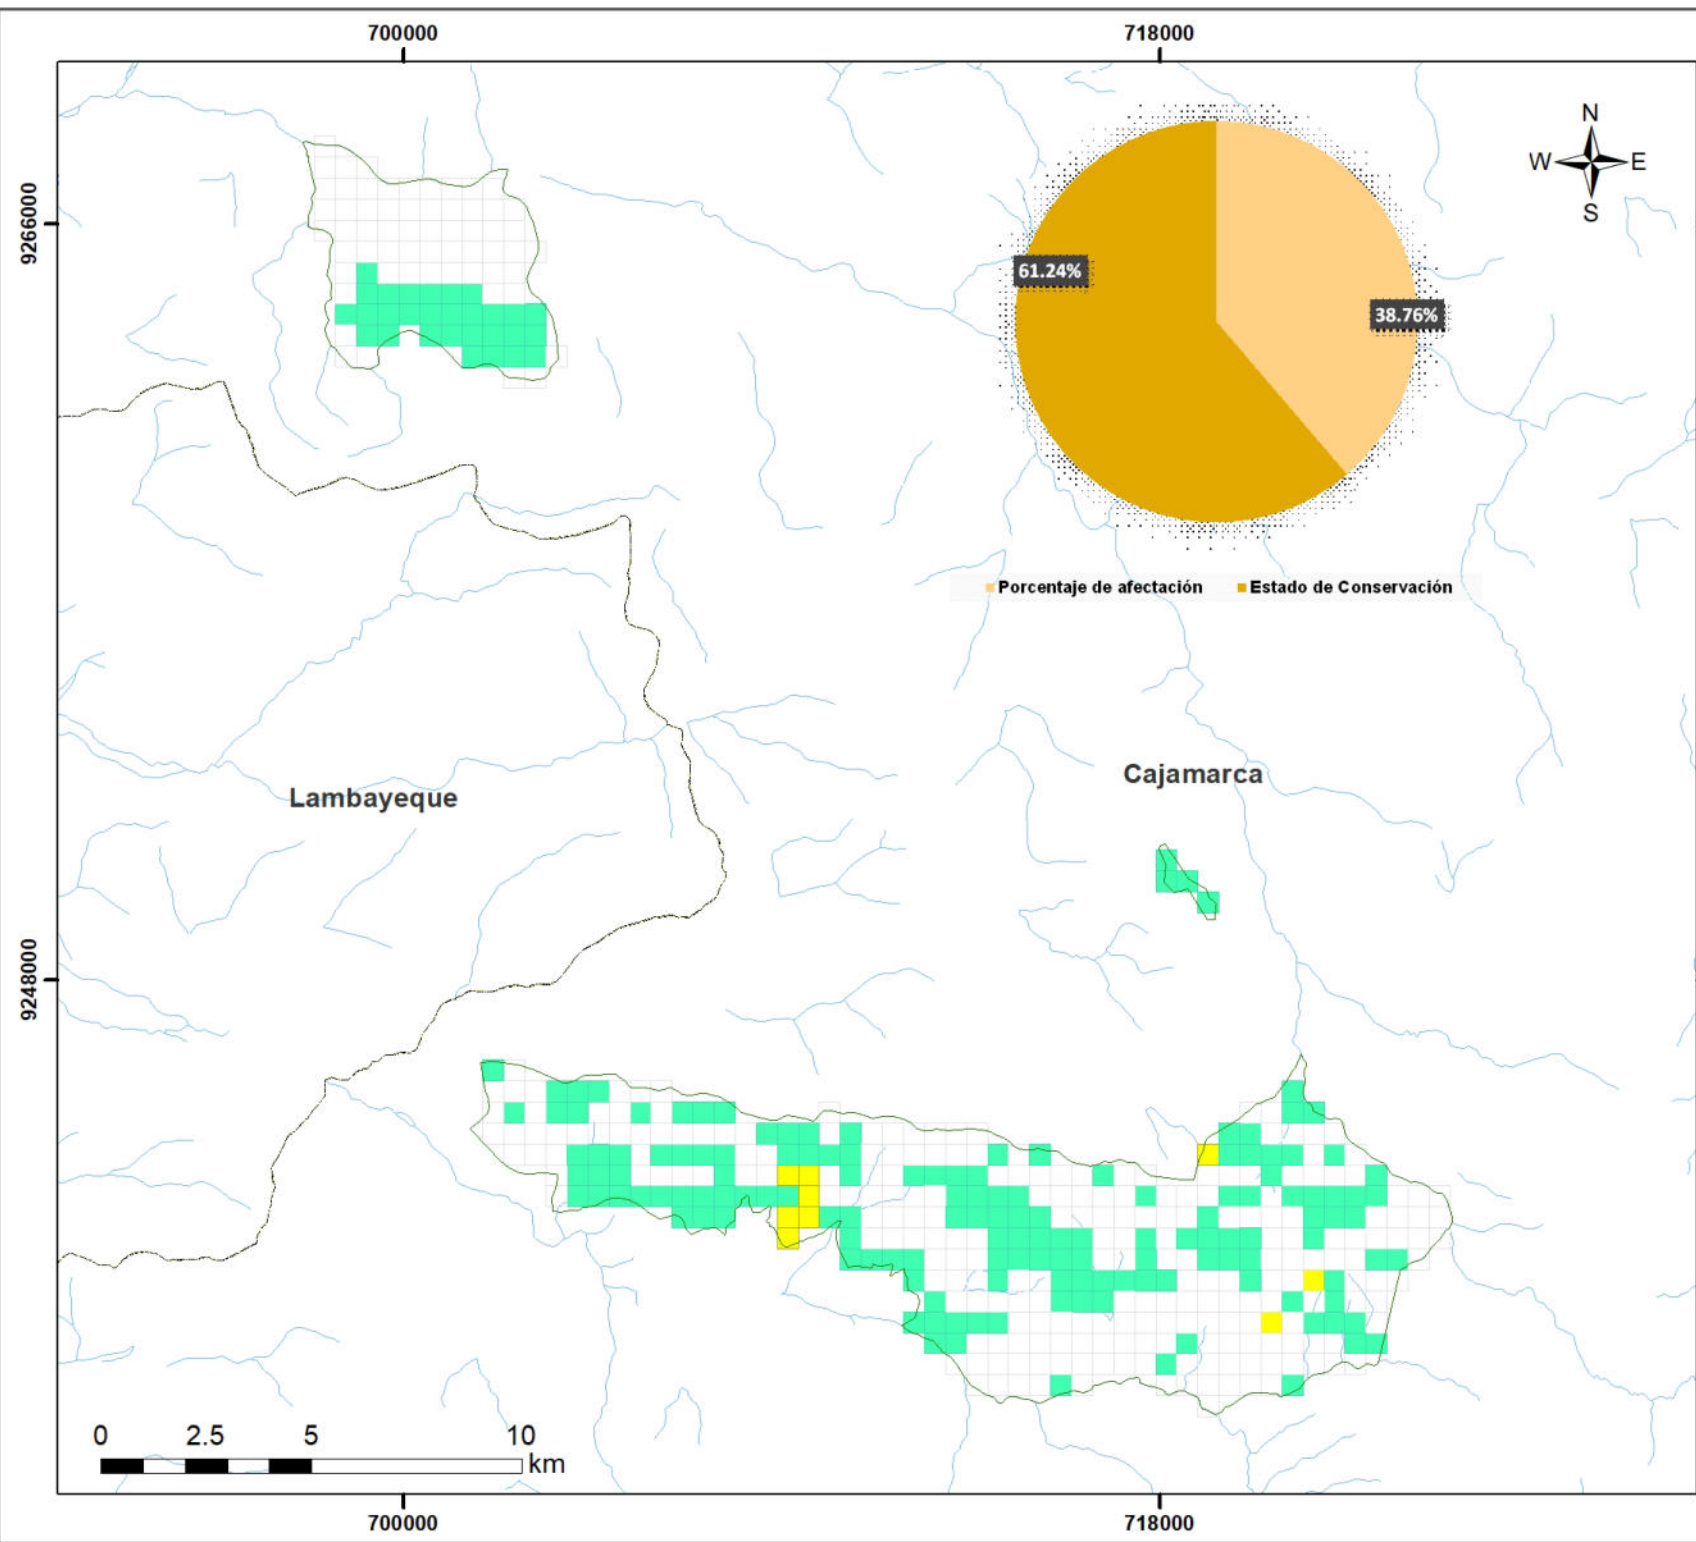 700000 718000
N
W E
S
9266000
61.24%
38.76%
Porcentaje de afectación Estado de Conservación
Cajamarca
Lambayeque
9248000
0 2.5 5 10
km
700000 718000